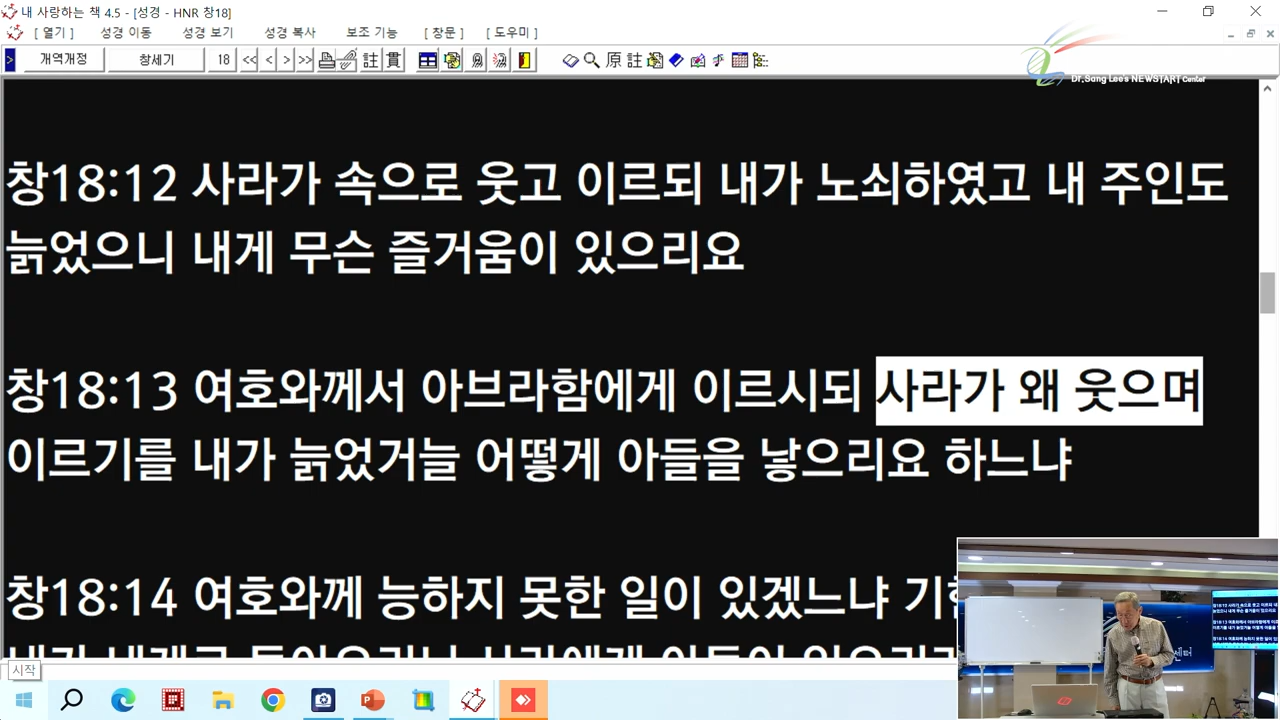 내 사랑하는 책 4.5 - [성경 - HNR 창18]
[ 열기 ] 성경 이동 성경 보기 성경 복사 보조 기능 [ 창문 ] [ 도우미 ]
> 개역개정 창세기 18 << < > >> 註 貫 原 註
Dr.Sang Lee's NEWSTART Center
창18:12 사라가 속으로 웃고 이르되 내가 노쇠하였고 내 주인도
늙었으니 내게 무슨 즐거움이 있으리요
창18:13 여호와께서 아브라함에게 이르시되 사라가 왜 웃으며
이르기를 내가 늙었거늘 어떻게 아들을 낳으리요 하느냐
창18:14 여호와께 능하지 못한 일이 있겠느냐
시작
센터